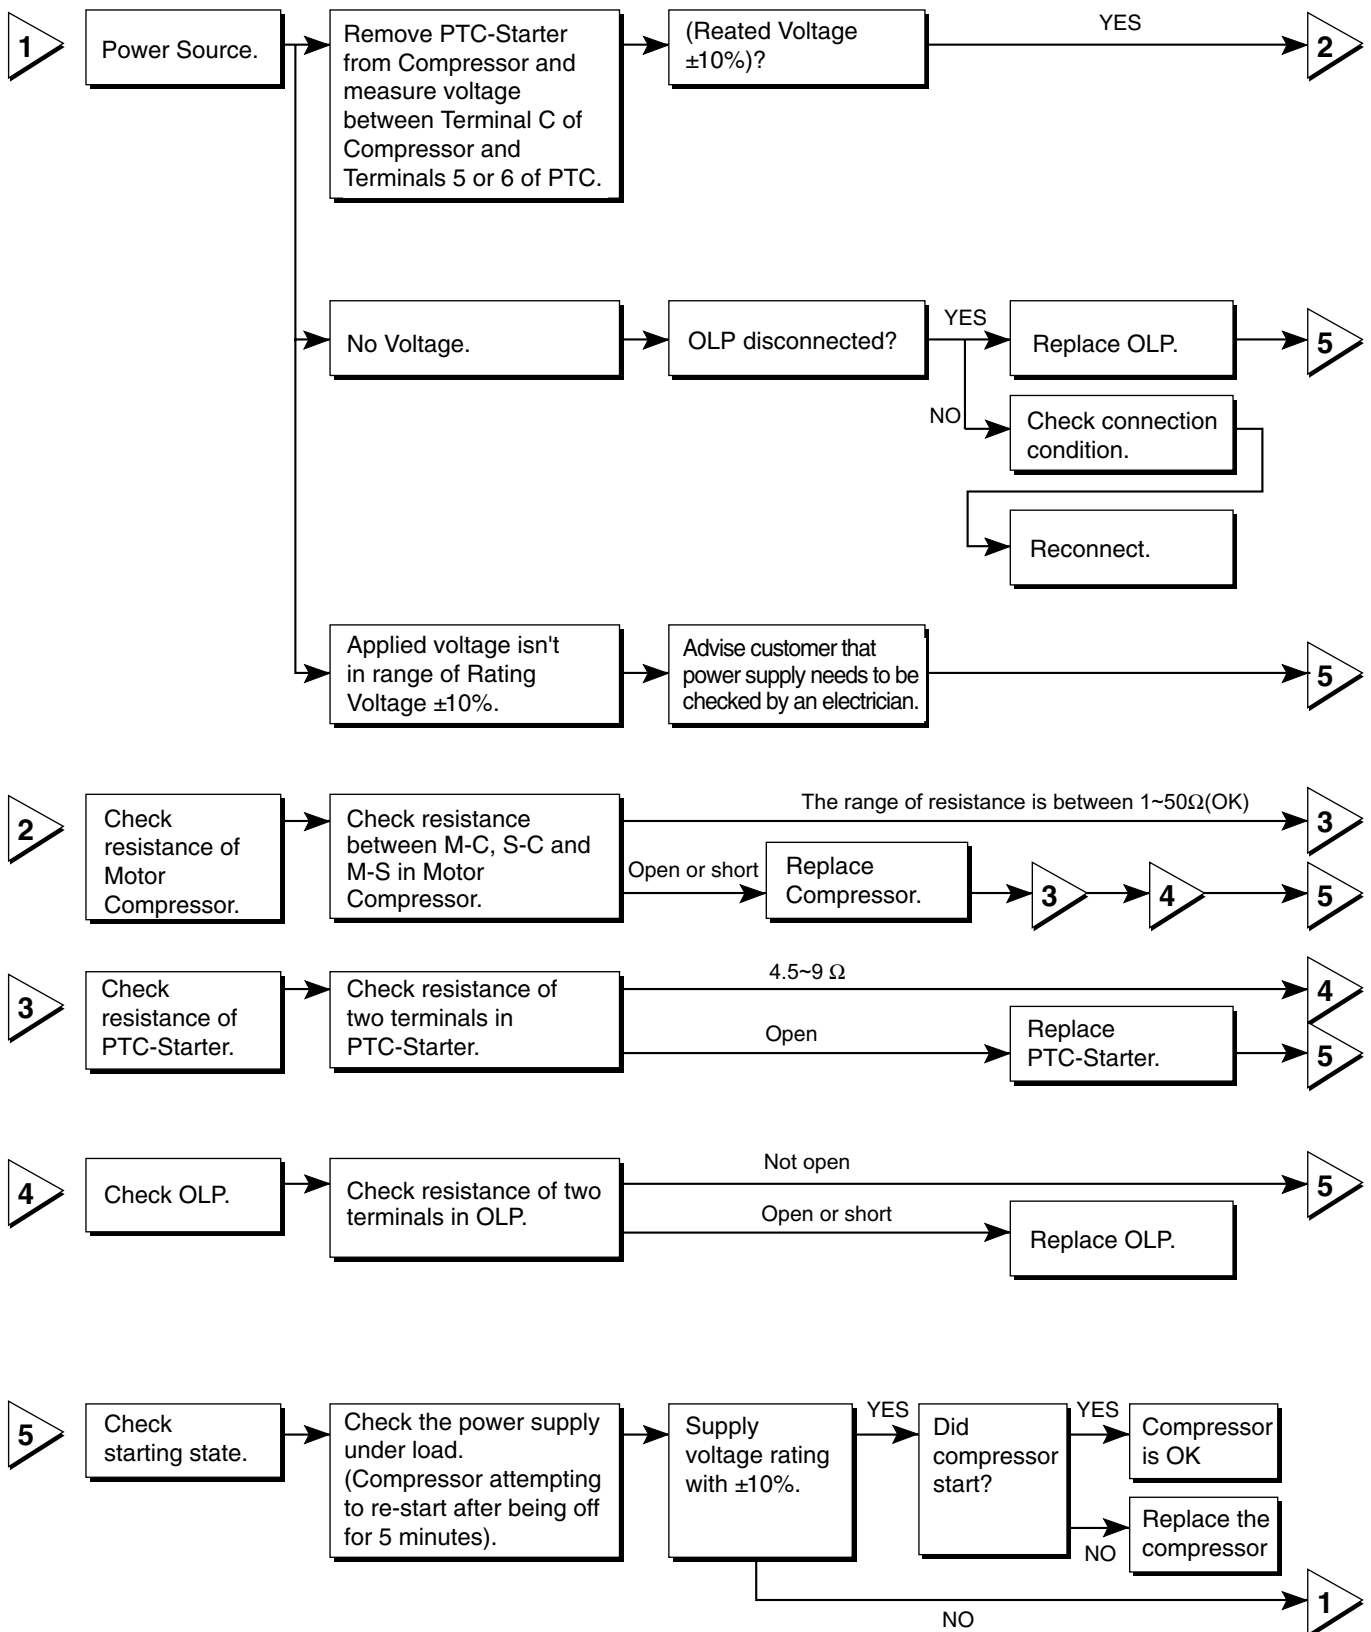 1
Power Source.
Remove PTC-Starter
from Compressor and
measure voltage
between Terminal C of
Compressor and
Terminals 5 or 6 of PTC.
(Reated Voltage
±10%)?
YES
2
No Voltage.
OLP disconnected?
YES
Replace OLP.
5
NO
Check connection
condition.
Reconnect.
Applied voltage isn't
in range of Rating
Voltage ±10%.
Advise customer that
power supply needs to be
checked by an electrician.
5
2
Check
resistance of
Motor
Compressor.
Check resistance
between M-C, S-C and
M-S in Motor
Compressor.
The range of resistance is between 1~50Ω(OK)
3
Open or short
Replace
Compressor.
3
4
5
3
Check
resistance of
PTC-Starter.
Check resistance of
two terminals in
PTC-Starter.
4.5~9 Ω
4
Open
Replace
PTC-Starter.
5
4
Check OLP.
Check resistance of two
terminals in OLP.
Not open
5
Open or short
Replace OLP.
5
Check
starting state.
Check the power supply
under load.
(Compressor attempting
to re-start after being off
for 5 minutes).
Supply
voltage rating
with ±10%.
YES
Did
compressor
start?
YES
Compressor
is OK
NO
Replace the
compressor
NO
1